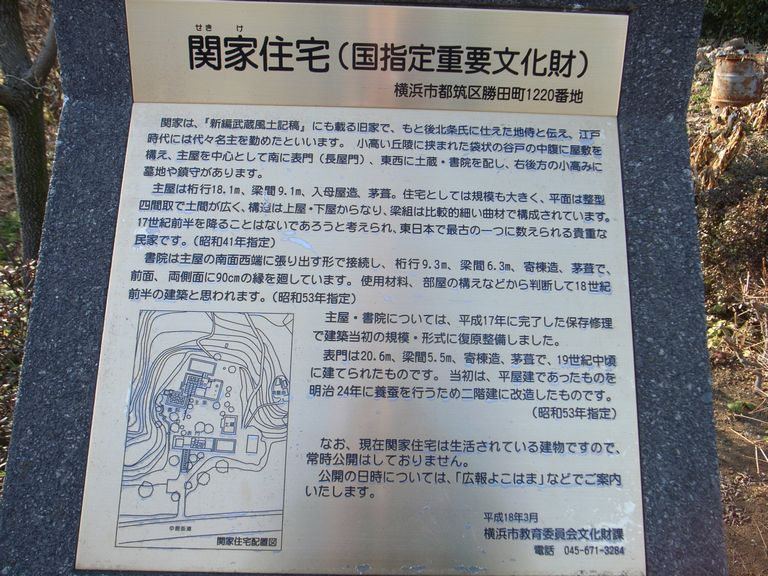 せきけ
関家住宅（国指定重要文化財）
横浜市都筑区勝田町1220番地
関家は、『新編武蔵風土記稿』にも載る旧家で、もと後北条氏に仕えた地侍と伝え、江戸
時代には代々名主を勤めたといいます。 小高い丘陵に挟まれた袋状の谷戸の中腹に屋敷を
構え、主屋を中心として南に表門（長屋門）、東西に土蔵・書院を配し、右後方の小高みに
墓地や鎮守があります。
主屋は桁行18.1m、梁間9.1m、入母屋造、茅葺。住宅としては規模も大きく、平面は整型
四間取で土間が広く、構造は上屋・下屋からなり、梁組は比較的細い曲材で構成されています。
17世紀前半を降ることはないであろうと考えられ、東日本で最古の一つに数えられる貴重な
民家です。（昭和41年指定）
書院は主屋の南面西端に張り出す形で接続し、桁行9.3m、梁間6.3m、寄棟造、茅葺で、
前面、両側面に90cmの縁を廻しています。使用材料、部屋の構えなどから判断して18世紀
前半の建築と思われます。（昭和53年指定）
主屋・書院については、平成17年に完了した保存修理
で建築当初の規模・形式に復原整備しました。
表門は20.6m、梁間5.5m、寄棟造、茅葺で、19世紀中頃
に建てられたものです。当初は、平屋建であったものを
明治24年に養蚕を行うため二階建に改造したものです。
（昭和53年指定）
なお、現在関家住宅は生活されている建物ですので、
常時公開はしておりません。
公開の日時については、「広報よこはま」などでご案内
いたします。
平成18年3月
横浜市教育委員会文化財課
電話 045-671-3284
関家住宅配置図